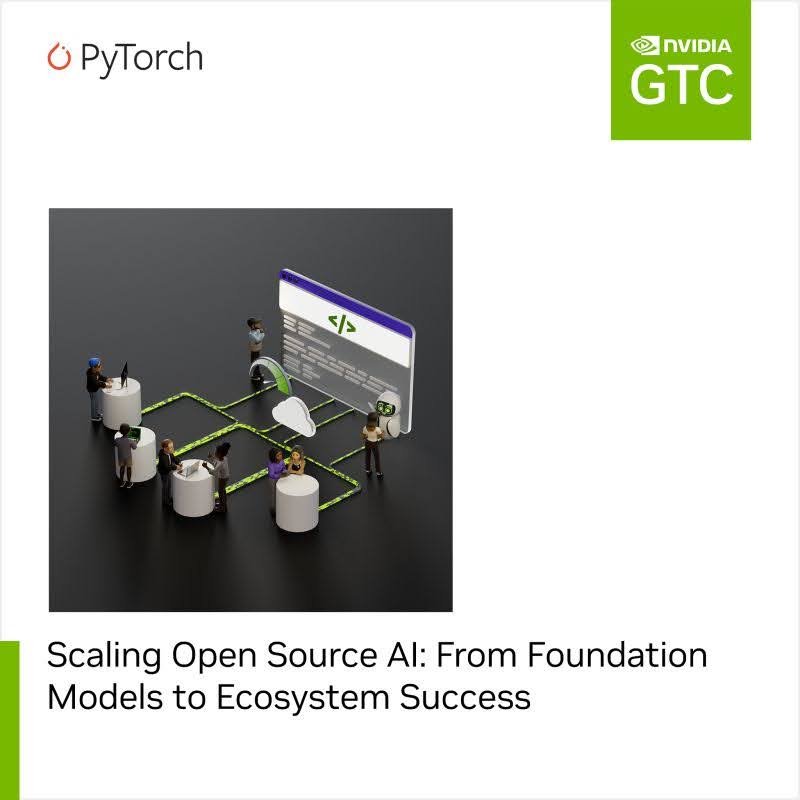 PyTorch
NVIDIA
GTC
</>
Scaling Open Source AI: From Foundation
Models to Ecosystem Success